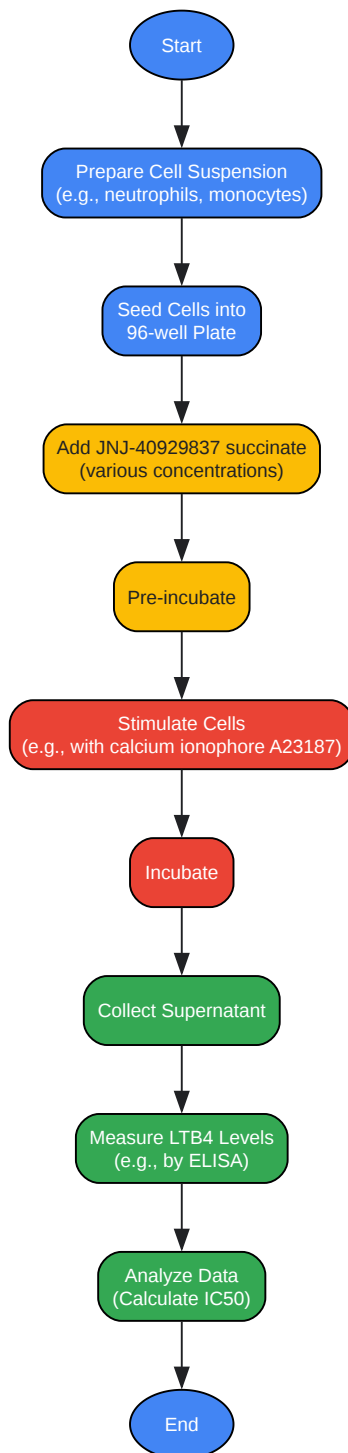 Start
Prepare Cell Suspension
(e.g., neutrophils, monocytes)
Seed Cells into
96-well Plate
Add JNJ-40929837 succinate
(various concentrations)
Pre-incubate
Stimulate Cells
(e.g., with calcium ionophore A23187)
Incubate
Collect Supernatant
Measure LTB4 Levels
(e.g., by ELISA)
Analyze Data
(Calculate IC50)
End